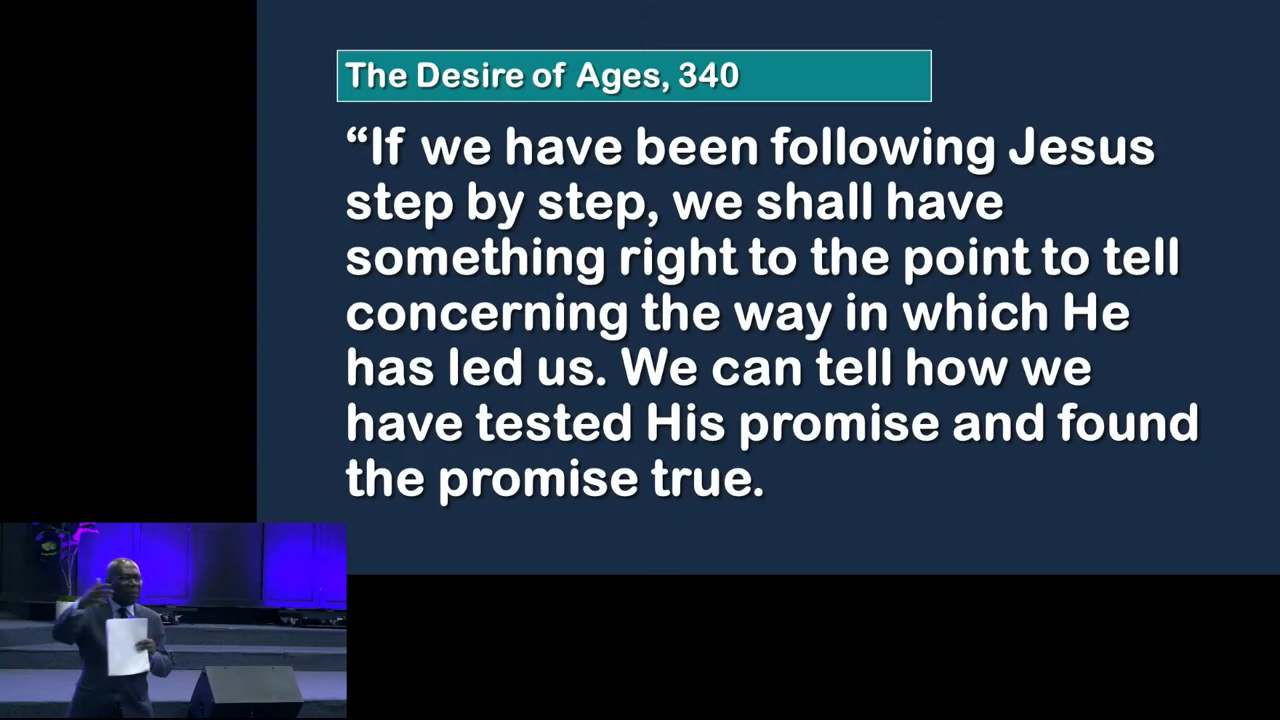 The Desire of Ages, 340
“If we have been following Jesus
step by step, we shall have
something right to the point to tell
concerning the way in which He
has led us. We can tell how we
have tested His promise and found
the promise true.